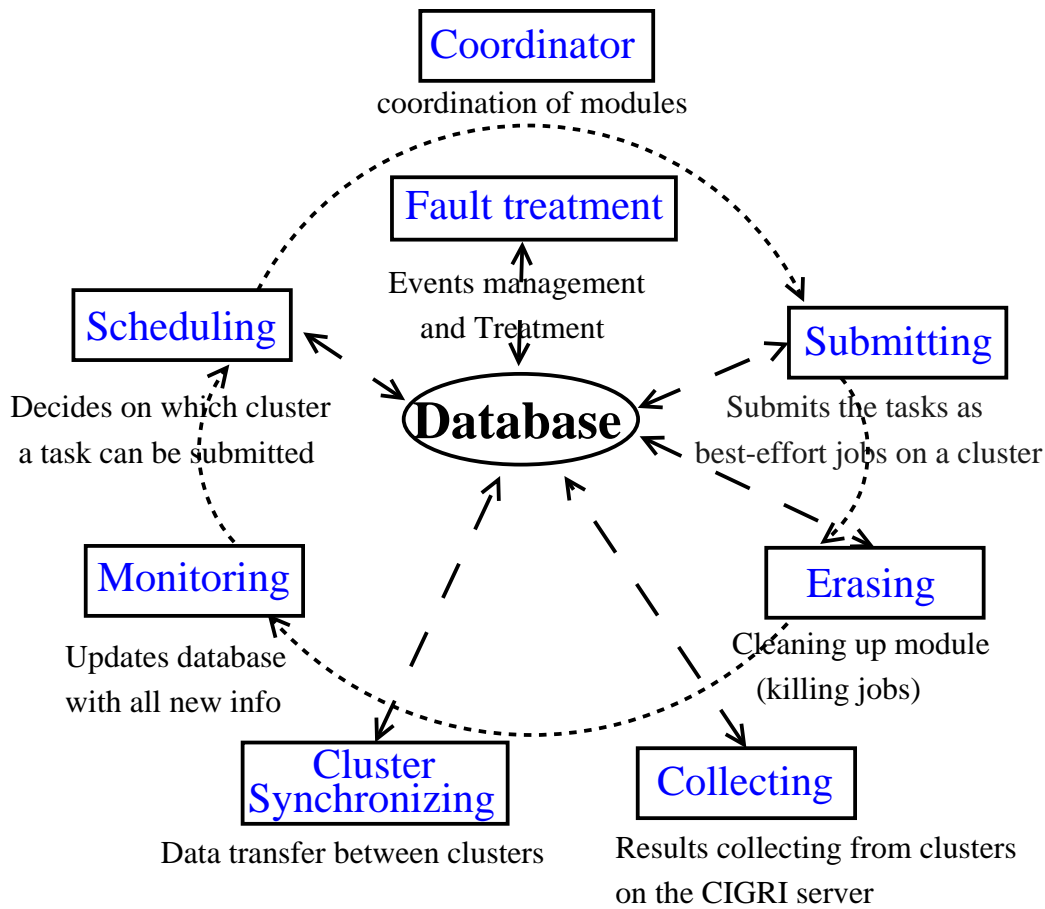 Coordinator
coordination of modules
Fault treatment
Events management
and Treatment
Scheduling
Decides on which cluster
a task can be submitted
Database
Submitting
Submits the tasks as
best-effort jobs on a cluster
Monitoring
Updates database
with all new info
Erasing
Cleaning up module
(killing jobs)
Cluster
Synchronizing
Data transfer between clusters
Collecting
Results collecting from clusters
on the CIGRI server